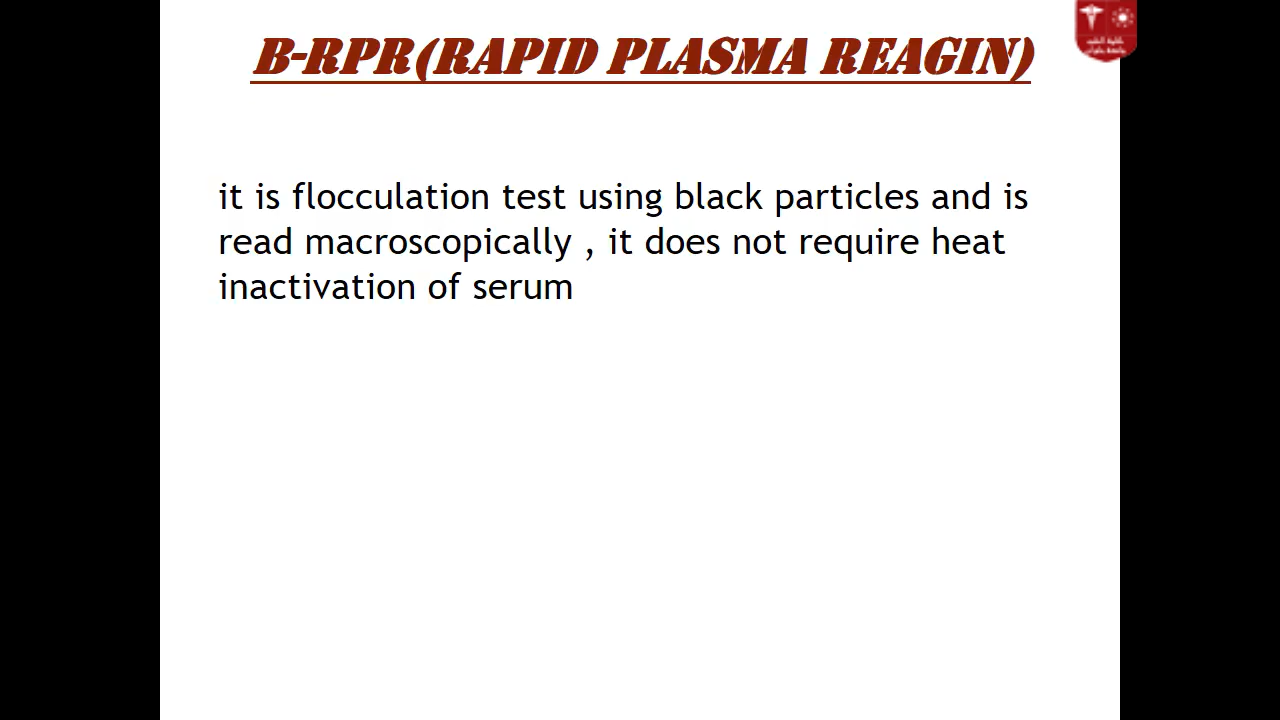 B-RPR(RAPID PLASMA REAGIN)
it is flocculation test using black particles and is
read macroscopically , it does not require heat
inactivation of serum